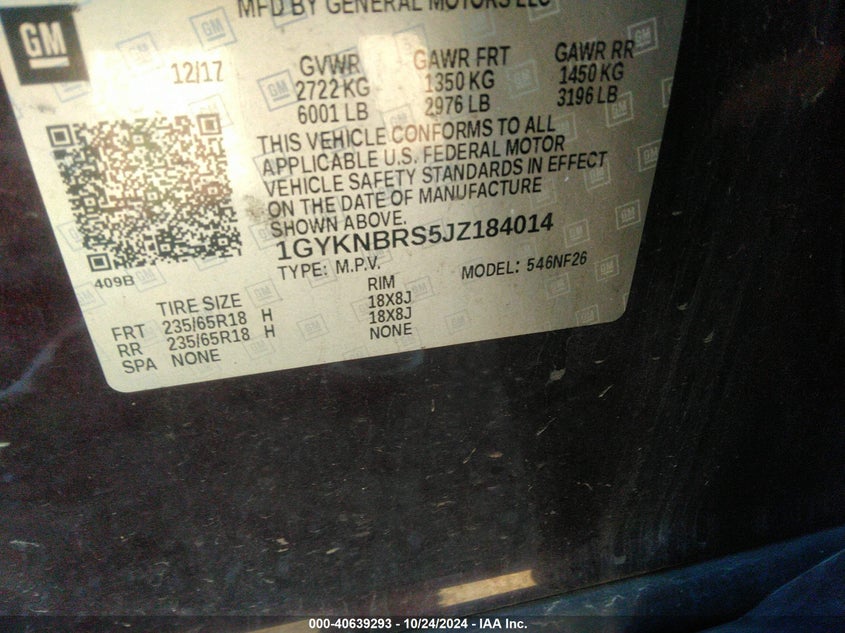 MFD BY GENERAL MOTORS LLC
GM
12/17
GVWR GAWR FRT GAWR RR
2722 KG 1350 KG 1450 KG
6001 LB 2976 LB 3196 LB
THIS VEHICLE CONFORMS TO ALL
APPLICABLE U.S. FEDERAL MOTOR
VEHICLE SAFETY STANDARDS IN EFFECT
ON THE DATE OF MANUFACTURE
SHOWN ABOVE.
1GYKNBRS5JZ184014
409B
TYPE: M.P.V. MODEL: 546NF26
TIRE SIZE RIM
FRT 235/65R18 H 18X8J
RR 235/65R18 H 18X8J
SPA NONE NONE
000-40639293 - 10/24/2024 - IAA Inc.